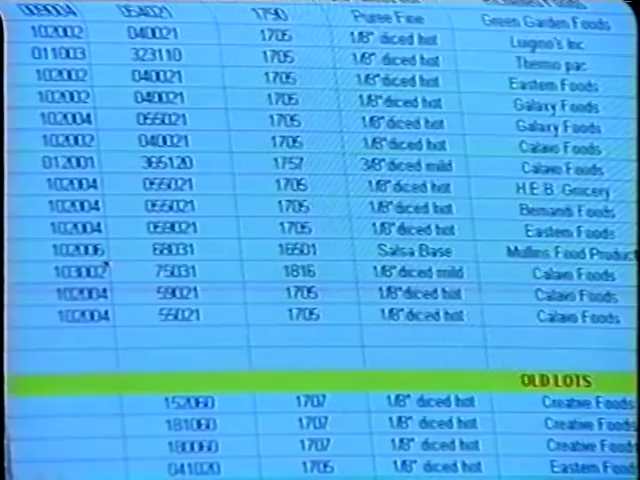 1790 Puree Fine Green Garden Foods
102002 040021 1705 1/8" diced hot Luigino's Inc
011003 323110 1705 1/8" diced hot Thermo pac
102002 040021 1705 1/8" diced hot Eastern Foods
102002 040021 1705 1/8" diced hot Galaxy Foods
102004 055021 1705 1/8" diced hot Galaxy Foods
102002 040021 1705 1/8" diced hot Calavo Foods
012001 365120 1757 3/8" diced mild Calavo Foods
102004 055021 1705 1/8" diced hot H.E.B. Grocery
102004 055021 1705 1/8" diced hot Foods
102004 059021 1705 1/8" diced hot Eastern Foods
102006 68031 16501 Salsa Base Mullins Food Product
103002 75031 1816 1/8" diced mild Calavo Foods
102004 59021 1705 1/8" diced hot Calavo Foods
102004 55021 1705 1/8" diced hot Calavo Foods
OLD LOTS
152060 1707 1/8" diced hot Creative Foods
181060 1707 1/8" diced hot Creative Foods
180060 1707 1/8" diced hot Creative Foods
041020 1705 1/8" diced hot Eastern Foods